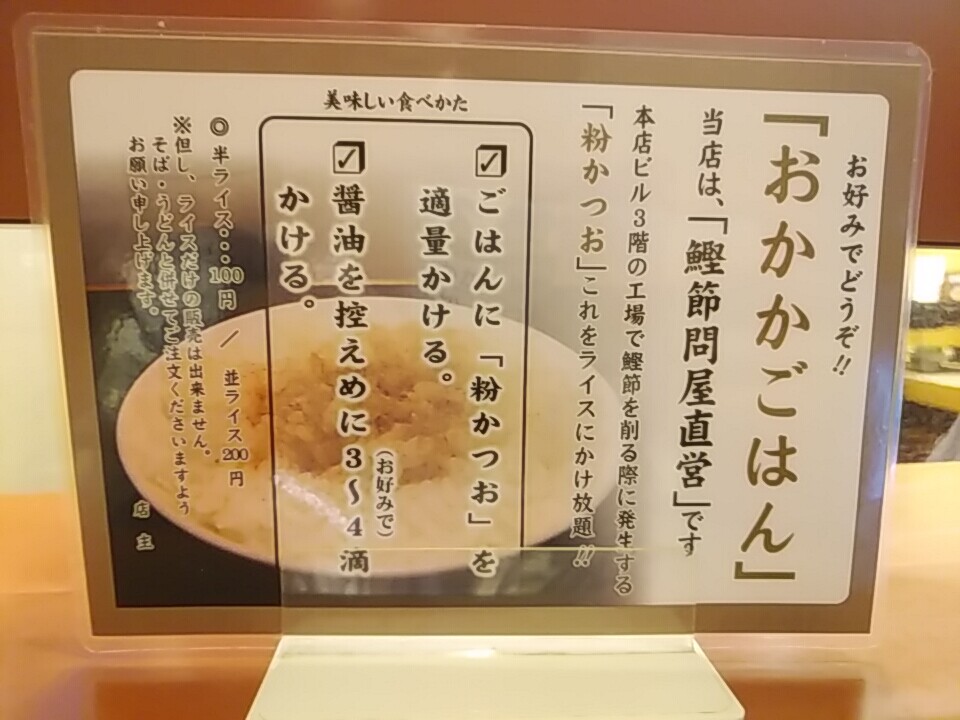 お好みでどうぞ!!
『おかかごはん』
当店は、「鰹節問屋直営」です
本店ビル3階の工場で鰹節を削る際に発生する
「粉かつお」これをライスにかけ放題!!
美味しい食べかた
☑ごはんに「粉かつお」を
適量かける。
(お好みで)
☑醤油を控えめに3〜4滴
かける。
◎半ライス…100円 / 並ライス200円
※但し、ライスだけの販売は出来ません。
そば・うどんと併せてご注文くださいますよう
お願い申し上げます。
店主